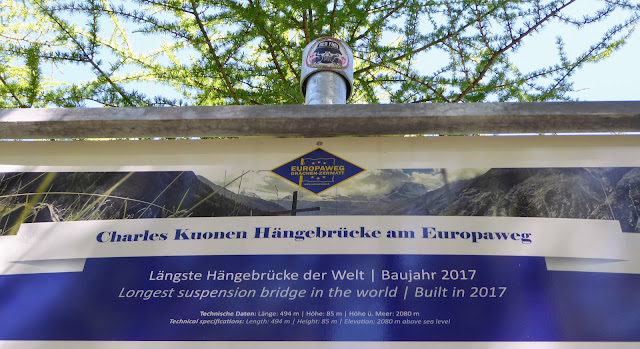 EUROPAWEG
GRÄCHEN-ZERMATT
Charles Kuonen Hängebrücke am Europaweg
Längste Hängebrücke der Welt | Baujahr 2017
Longest suspension bridge in the world | Built in 2017
Technische Daten: Länge: 494 m | Höhe: 85 m | Höhe ü. Meer: 2080 m
Technical specifications: Length: 494 m | Height: 85 m | Elevation: 2080 m above sea level